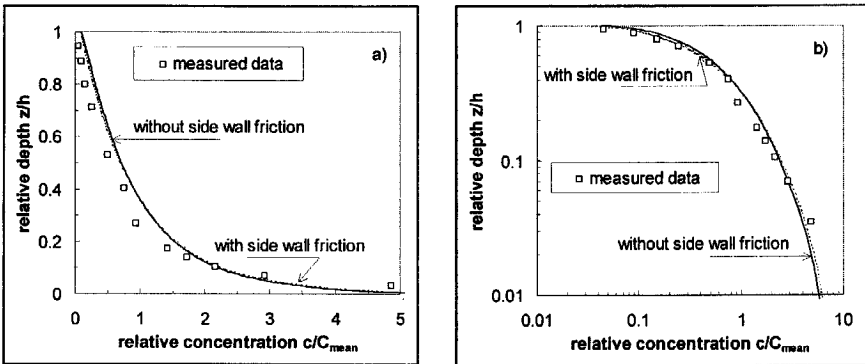 a)
1
0.8
0.6
0.4
0.2
0
relative depth z/h
measured data
without side wall friction
with side wall friction
0 1 2 3 4 5
relative concentration c/Cmean
b)
1
0.1
0.01
relative depth z/h
with side wall friction
measured data
without side wall friction
0.01 0.1 1 10
relative concentration c/Cmean